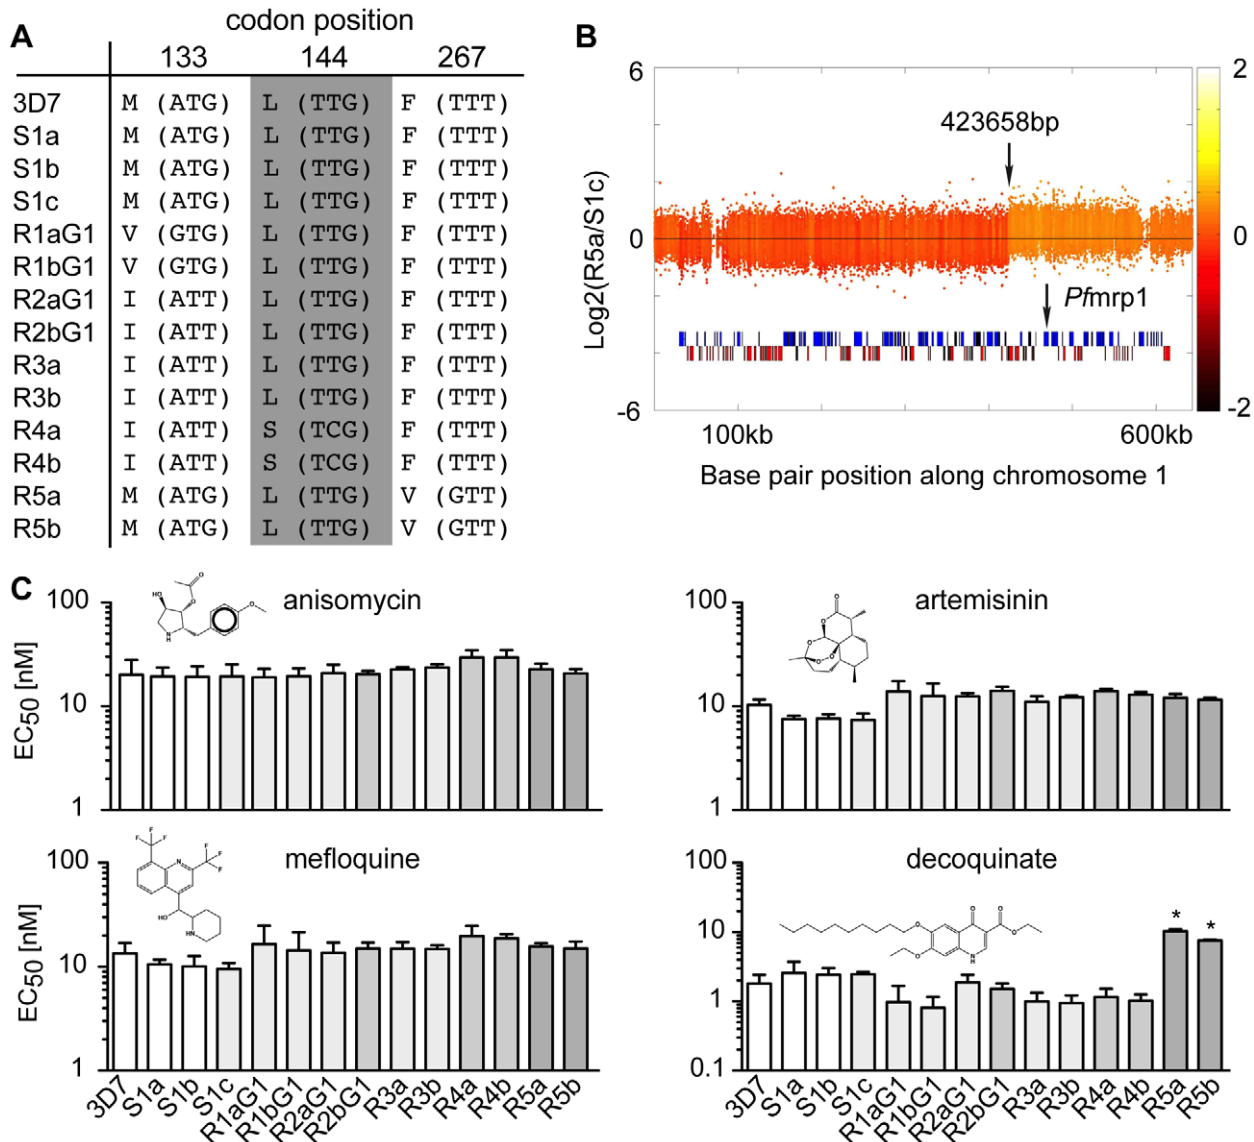 A
codon position
133 144 267
3D7 M (ATG) L (TTG) F (TTT)
S1a M (ATG) L (TTG) F (TTT)
S1b M (ATG) L (TTG) F (TTT)
S1c M (ATG) L (TTG) F (TTT)
R1aG1 V (GTG) L (TTG) F (TTT)
R1bG1 V (GTG) L (TTG) F (TTT)
R2aG1 I (ATT) L (TTG) F (TTT)
R2bG1 I (ATT) L (TTG) F (TTT)
R3a I (ATT) L (TTG) F (TTT)
R3b I (ATT) L (TTG) F (TTT)
R4a I (ATT) S (TCG) F (TTT)
R4b I (ATT) S (TCG) F (TTT)
R5a M (ATG) L (TTG) V (GTT)
R5b M (ATG) L (TTG) V (GTT)
B
6
0
-6
Log2(R5a/S1c)
423658bp
Pfmrp1
100kb 600kb
Base pair position along chromosome 1
2
0
-2
C
anisomycin
EC50 [nM]
100
10
1
HO
O
O
NH
O
artemisinin
100
10
1
O
O
O
O
O
mefloquine
EC50 [nM]
100
10
1
F
F
F
N
F
F
F
HO
HN
3D7 S1a S1b S1c R1aG1 R1bG1 R2aG1 R2bG1 R3a R3b R4a R4b R5a R5b
decoquinate
100
10
1
0.1
O
O
O
O
O
NH
* *
3D7 S1a S1b S1c R1aG1 R1bG1 R2aG1 R2bG1 R3a R3b R4a R4b R5a R5b